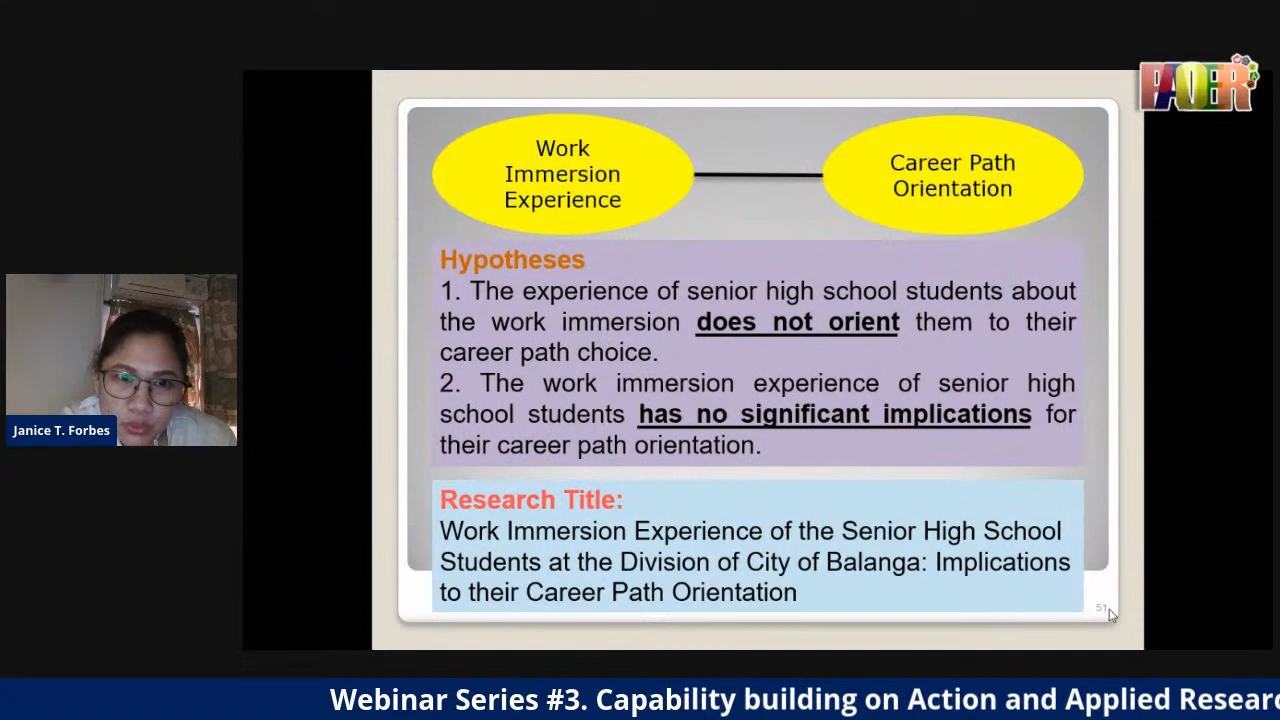 PAOER
Work
Immersion
Experience
Career Path
Orientation
Hypotheses
1. The experience of senior high school students about
the work immersion does not orient them to their
career path choice.
2. The work immersion experience of senior high
school students has no significant implications for
their career path orientation.
Research Title:
Work Immersion Experience of the Senior High School
Students at the Division of City of Balanga: Implications
to their Career Path Orientation
51
Janice T. Forbes
Webinar Series #3. Capability building on Action and Applied Resear